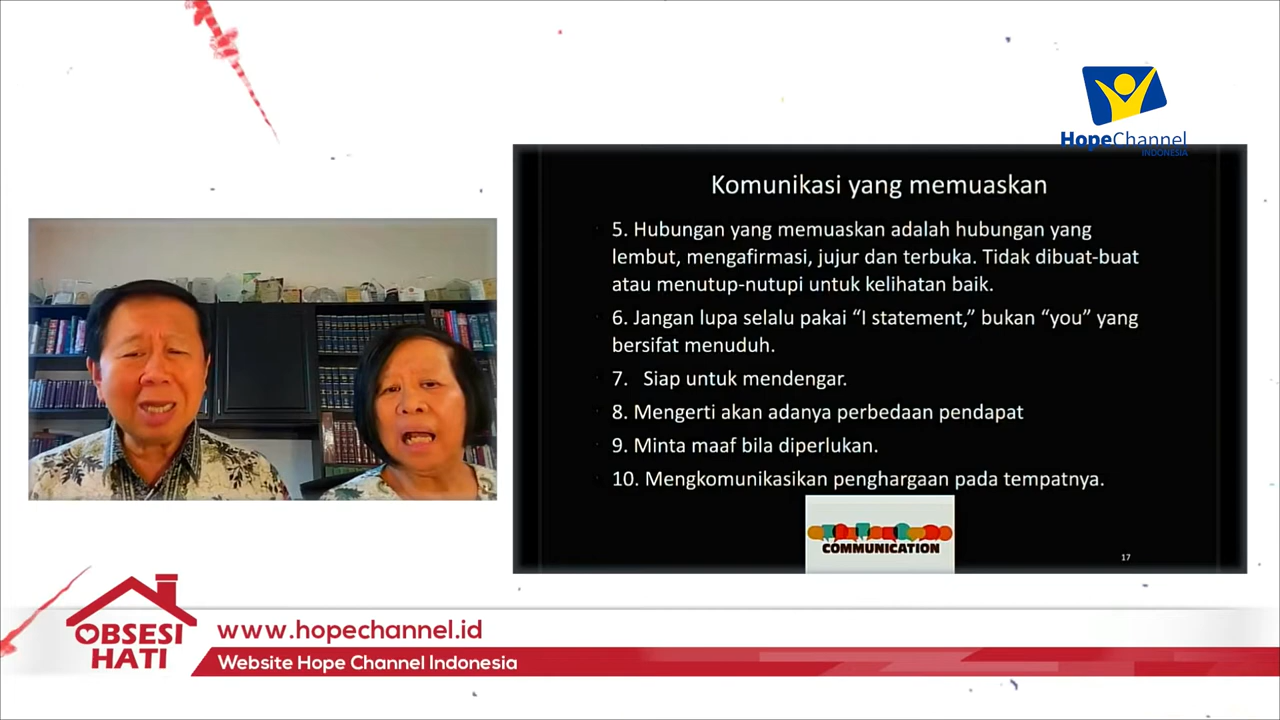 HopeChannel
INDONESIA
Komunikasi yang memuaskan
5. Hubungan yang memuaskan adalah hubungan yang
lembut, mengafirmasi, jujur dan terbuka. Tidak dibuat-buat
atau menutup-nutupi untuk kelihatan baik.
6. Jangan lupa selalu pakai “I statement,” bukan “you” yang
bersifat menuduh.
7. Siap untuk mendengar.
8. Mengerti akan adanya perbedaan pendapat
9. Minta maaf bila diperlukan.
10. Mengkomunikasikan penghargaan pada tempatnya.
COMMUNICATION
17
OBSESI
HATI
www.hopechannel.id
Website Hope Channel Indonesia